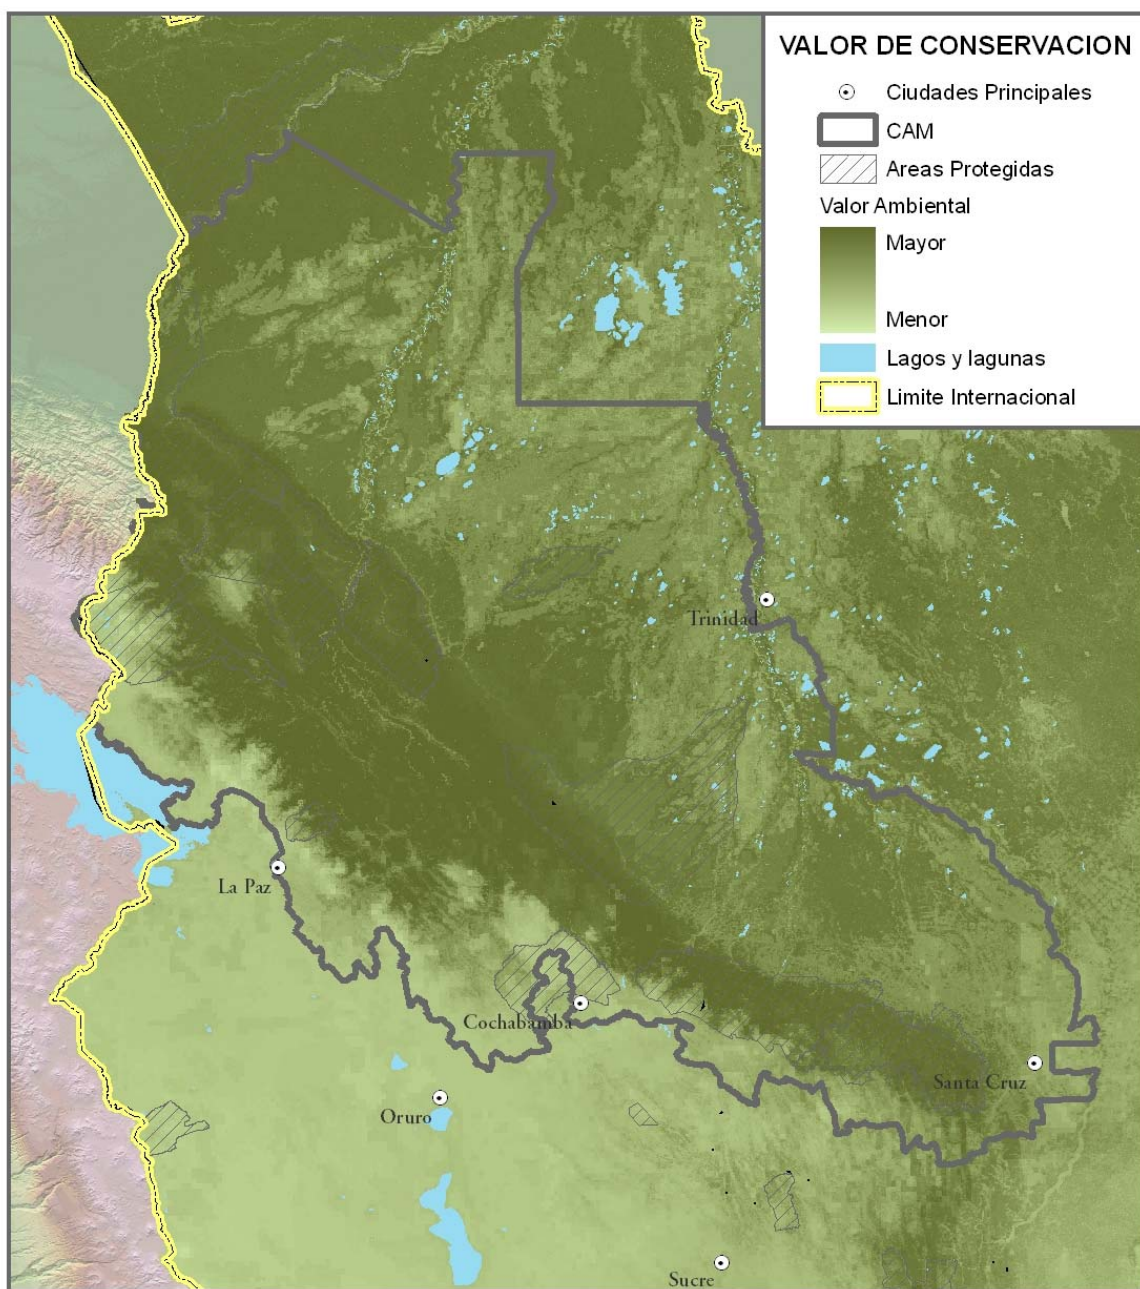 VALOR DE CONSERVACION
Ciudades Principales
CAM
Areas Protegidas
Valor Ambiental
Mayor
Menor
Lagos y lagunas
Limite Internacional
Trinidad
La Paz
Cochabamba
Santa Cruz
Oruro
Sucre